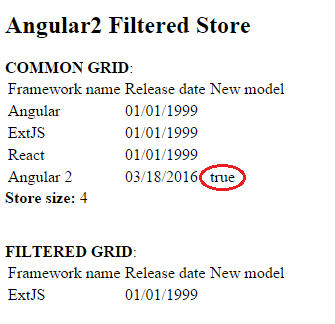 Angular2 Filtered Store
COMMON GRID:
Framework name Release date New model
Angular 01/01/1999
ExtJS 01/01/1999
React 01/01/1999
Angular 2 03/18/2016 true
Store size: 4
FILTERED GRID:
Framework name Release date New model
ExtJS 01/01/1999